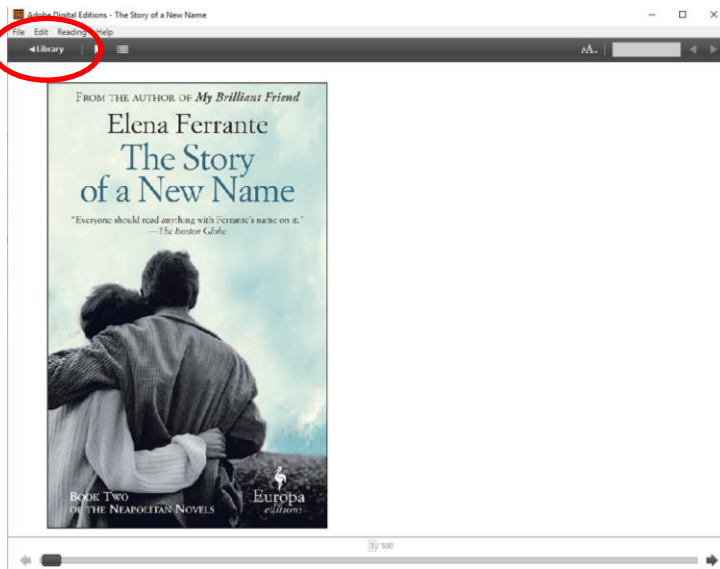 Adobe Digital Editions - The Story of a New Name
File Edit Reading Help
Library
AA
FROM THE AUTHOR OF My Brilliant Friend
Elena Ferrante
The Story
of a New Name
"Everyone should read anything with Ferrante's name on it."
—The Boston Globe
BOOK TWO
OF THE NEAPOLITAN NOVELS
Europa
editions
1 / 500